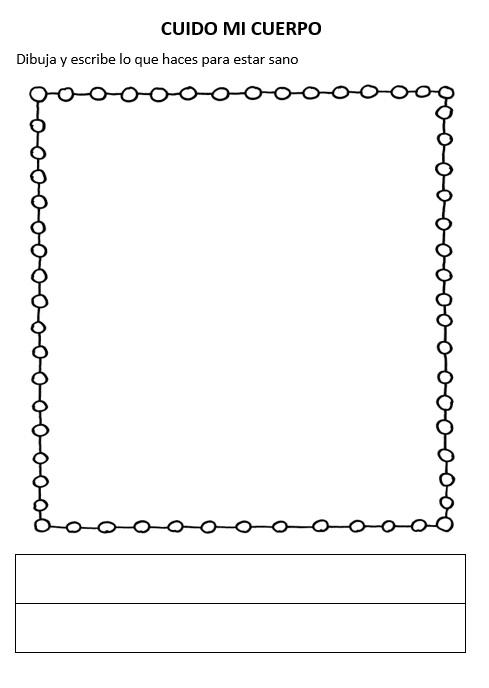 CUIDO MI CUERPO
Dibuja y escribe lo que haces para estar sano